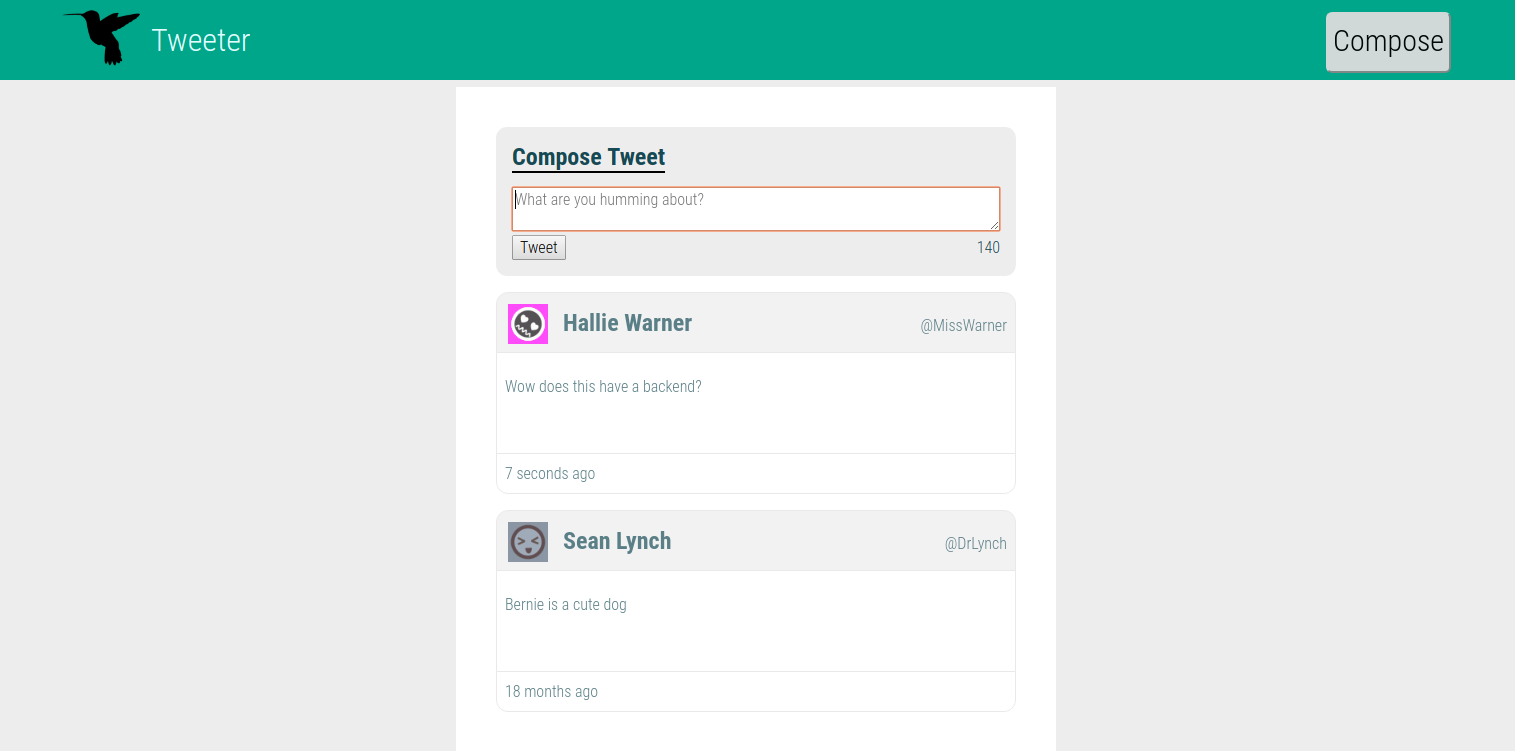 Tweeter
Compose
Compose Tweet
What are you humming about?
Tweet
140
Hallie Warner
@MissWarner
Wow does this have a backend?
7 seconds ago
Sean Lynch
@DrLynch
Bernie is a cute dog
18 months ago